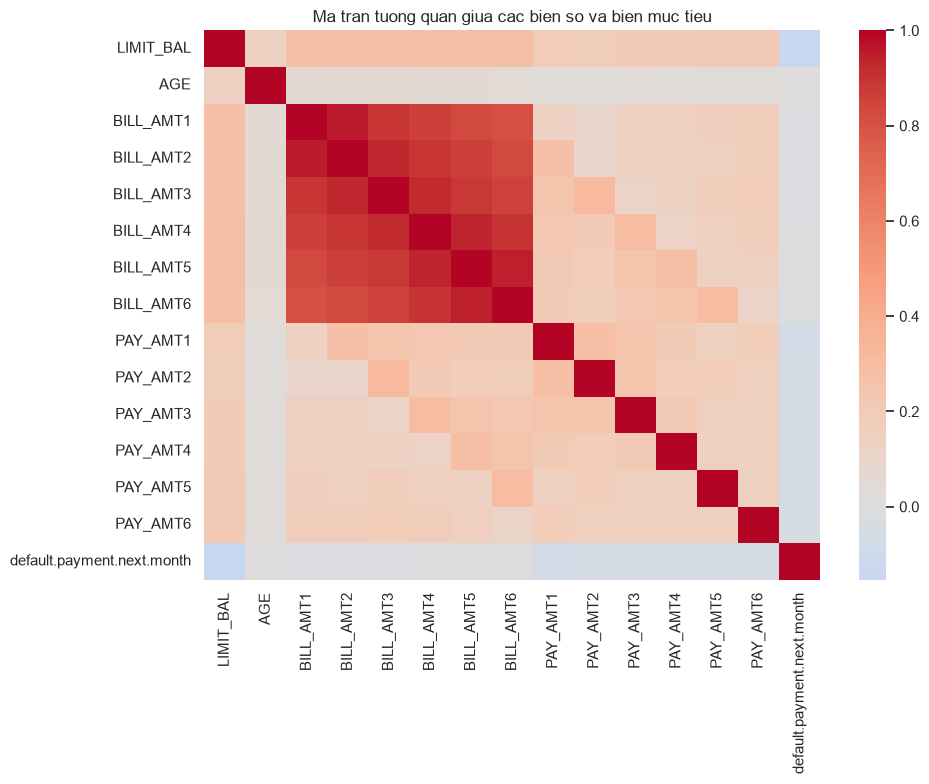 Ma tran tuong quan giua cac bien so va bien muc tieu
LIMIT_BAL
AGE
BILL_AMT1
BILL_AMT2
BILL_AMT3
BILL_AMT4
BILL_AMT5
BILL_AMT6
PAY_AMT1
PAY_AMT2
PAY_AMT3
PAY_AMT4
PAY_AMT5
PAY_AMT6
default.payment.next.month
LIMIT_BAL
AGE
BILL_AMT1
BILL_AMT2
BILL_AMT3
BILL_AMT4
BILL_AMT5
BILL_AMT6
PAY_AMT1
PAY_AMT2
PAY_AMT3
PAY_AMT4
PAY_AMT5
PAY_AMT6
default.payment.next.month
1.0
0.8
0.6
0.4
0.2
0.0